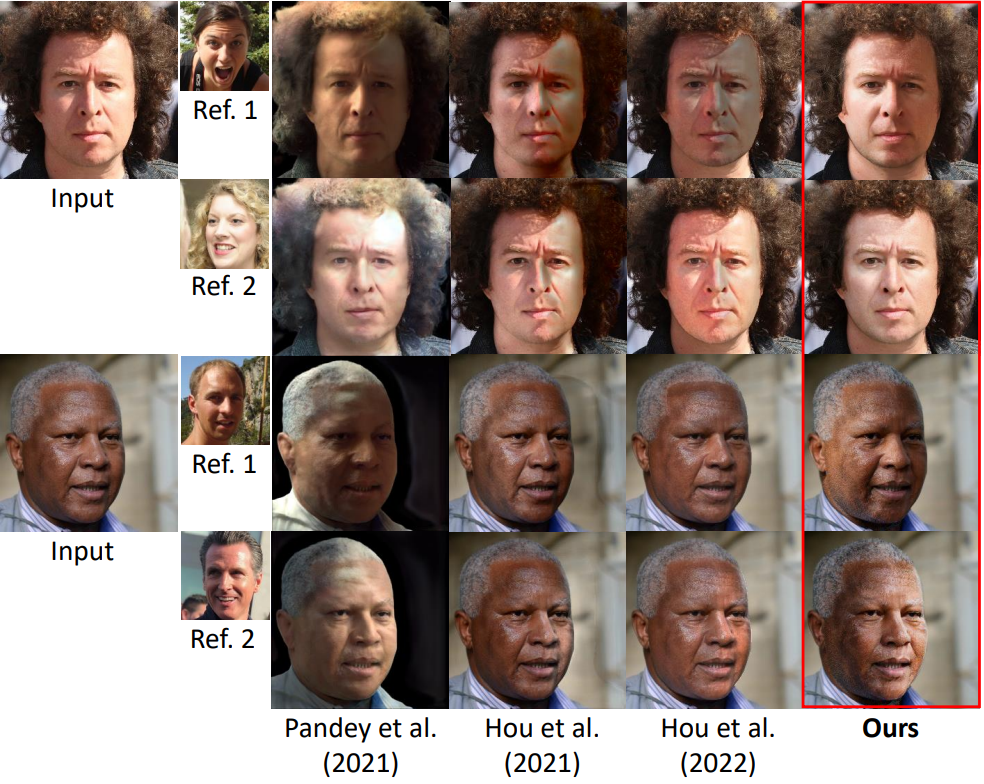 Ref. 1
Input
Ref. 2
Ref. 1
Input
Ref. 2
Pandey et al.
(2021)
Hou et al.
(2021)
Hou et al.
(2022)
Ours